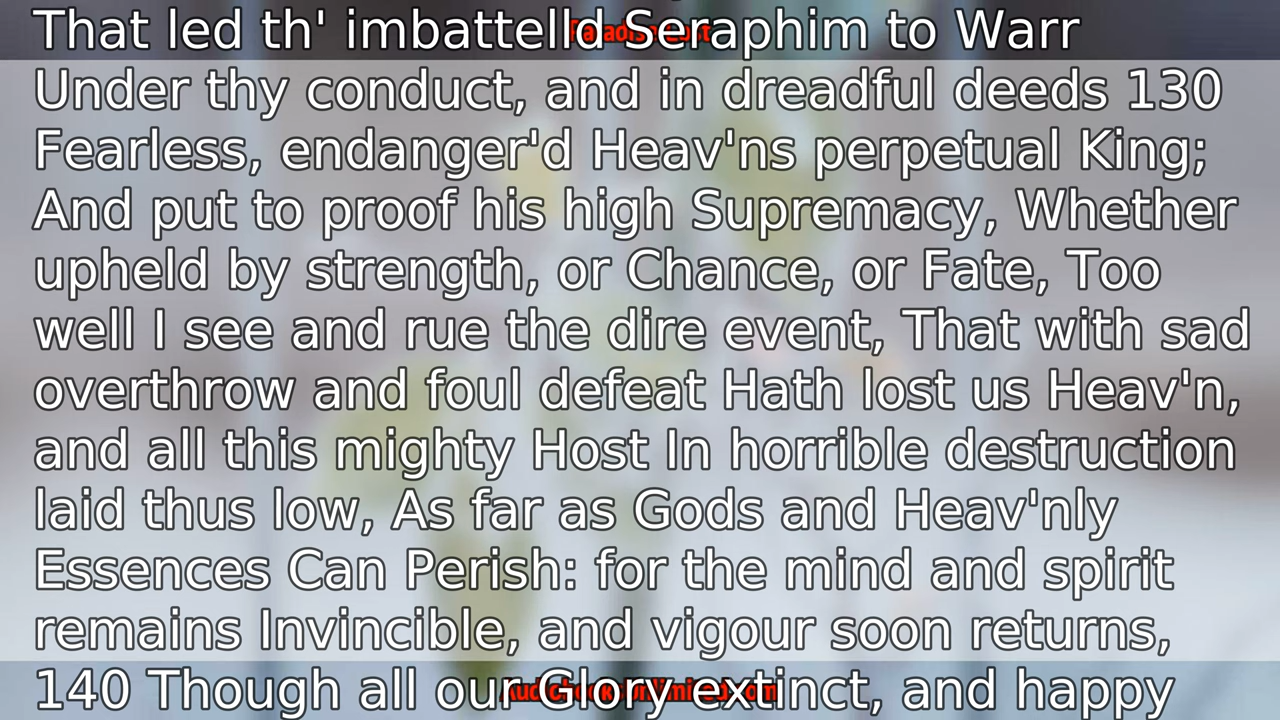 That led th' imbattelld Seraphim to Warr
Under thy conduct, and in dreadful deeds 130
Fearless, endanger'd Heav'ns perpetual King;
And put to proof his high Supremacy, Whether
upheld by strength, or Chance, or Fate, Too
well I see and rue the dire event, That with sad
overthrow and foul defeat Hath lost us Heav'n,
and all this mighty Host In horrible destruction
laid thus low, As far as Gods and Heav'nly
Essences Can Perish: for the mind and spirit
remains Invincible, and vigour soon returns,
140 Though all our Glory extinct, and happy